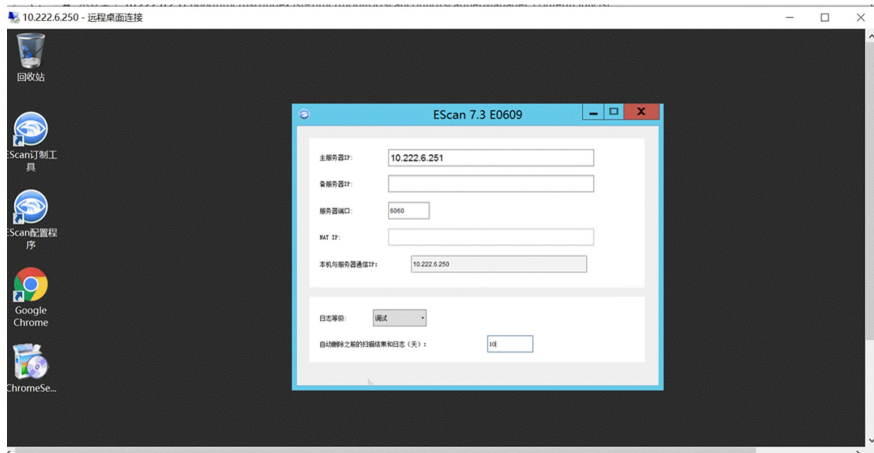 10.222.6.250 - 远程桌面连接
回收站
EScan订制工
具
EScan配置程
序
Google
Chrome
ChromeSe...
EScan 7.3 E0609
主服务器IP:
10.222.6.251
备服务器IP:
服务器端口:
6060
NAT IP:
本机与服务器通信IP:
10.222.6.250
日志等级:
调试
自动删除之前的扫描结果和日志(天):
10